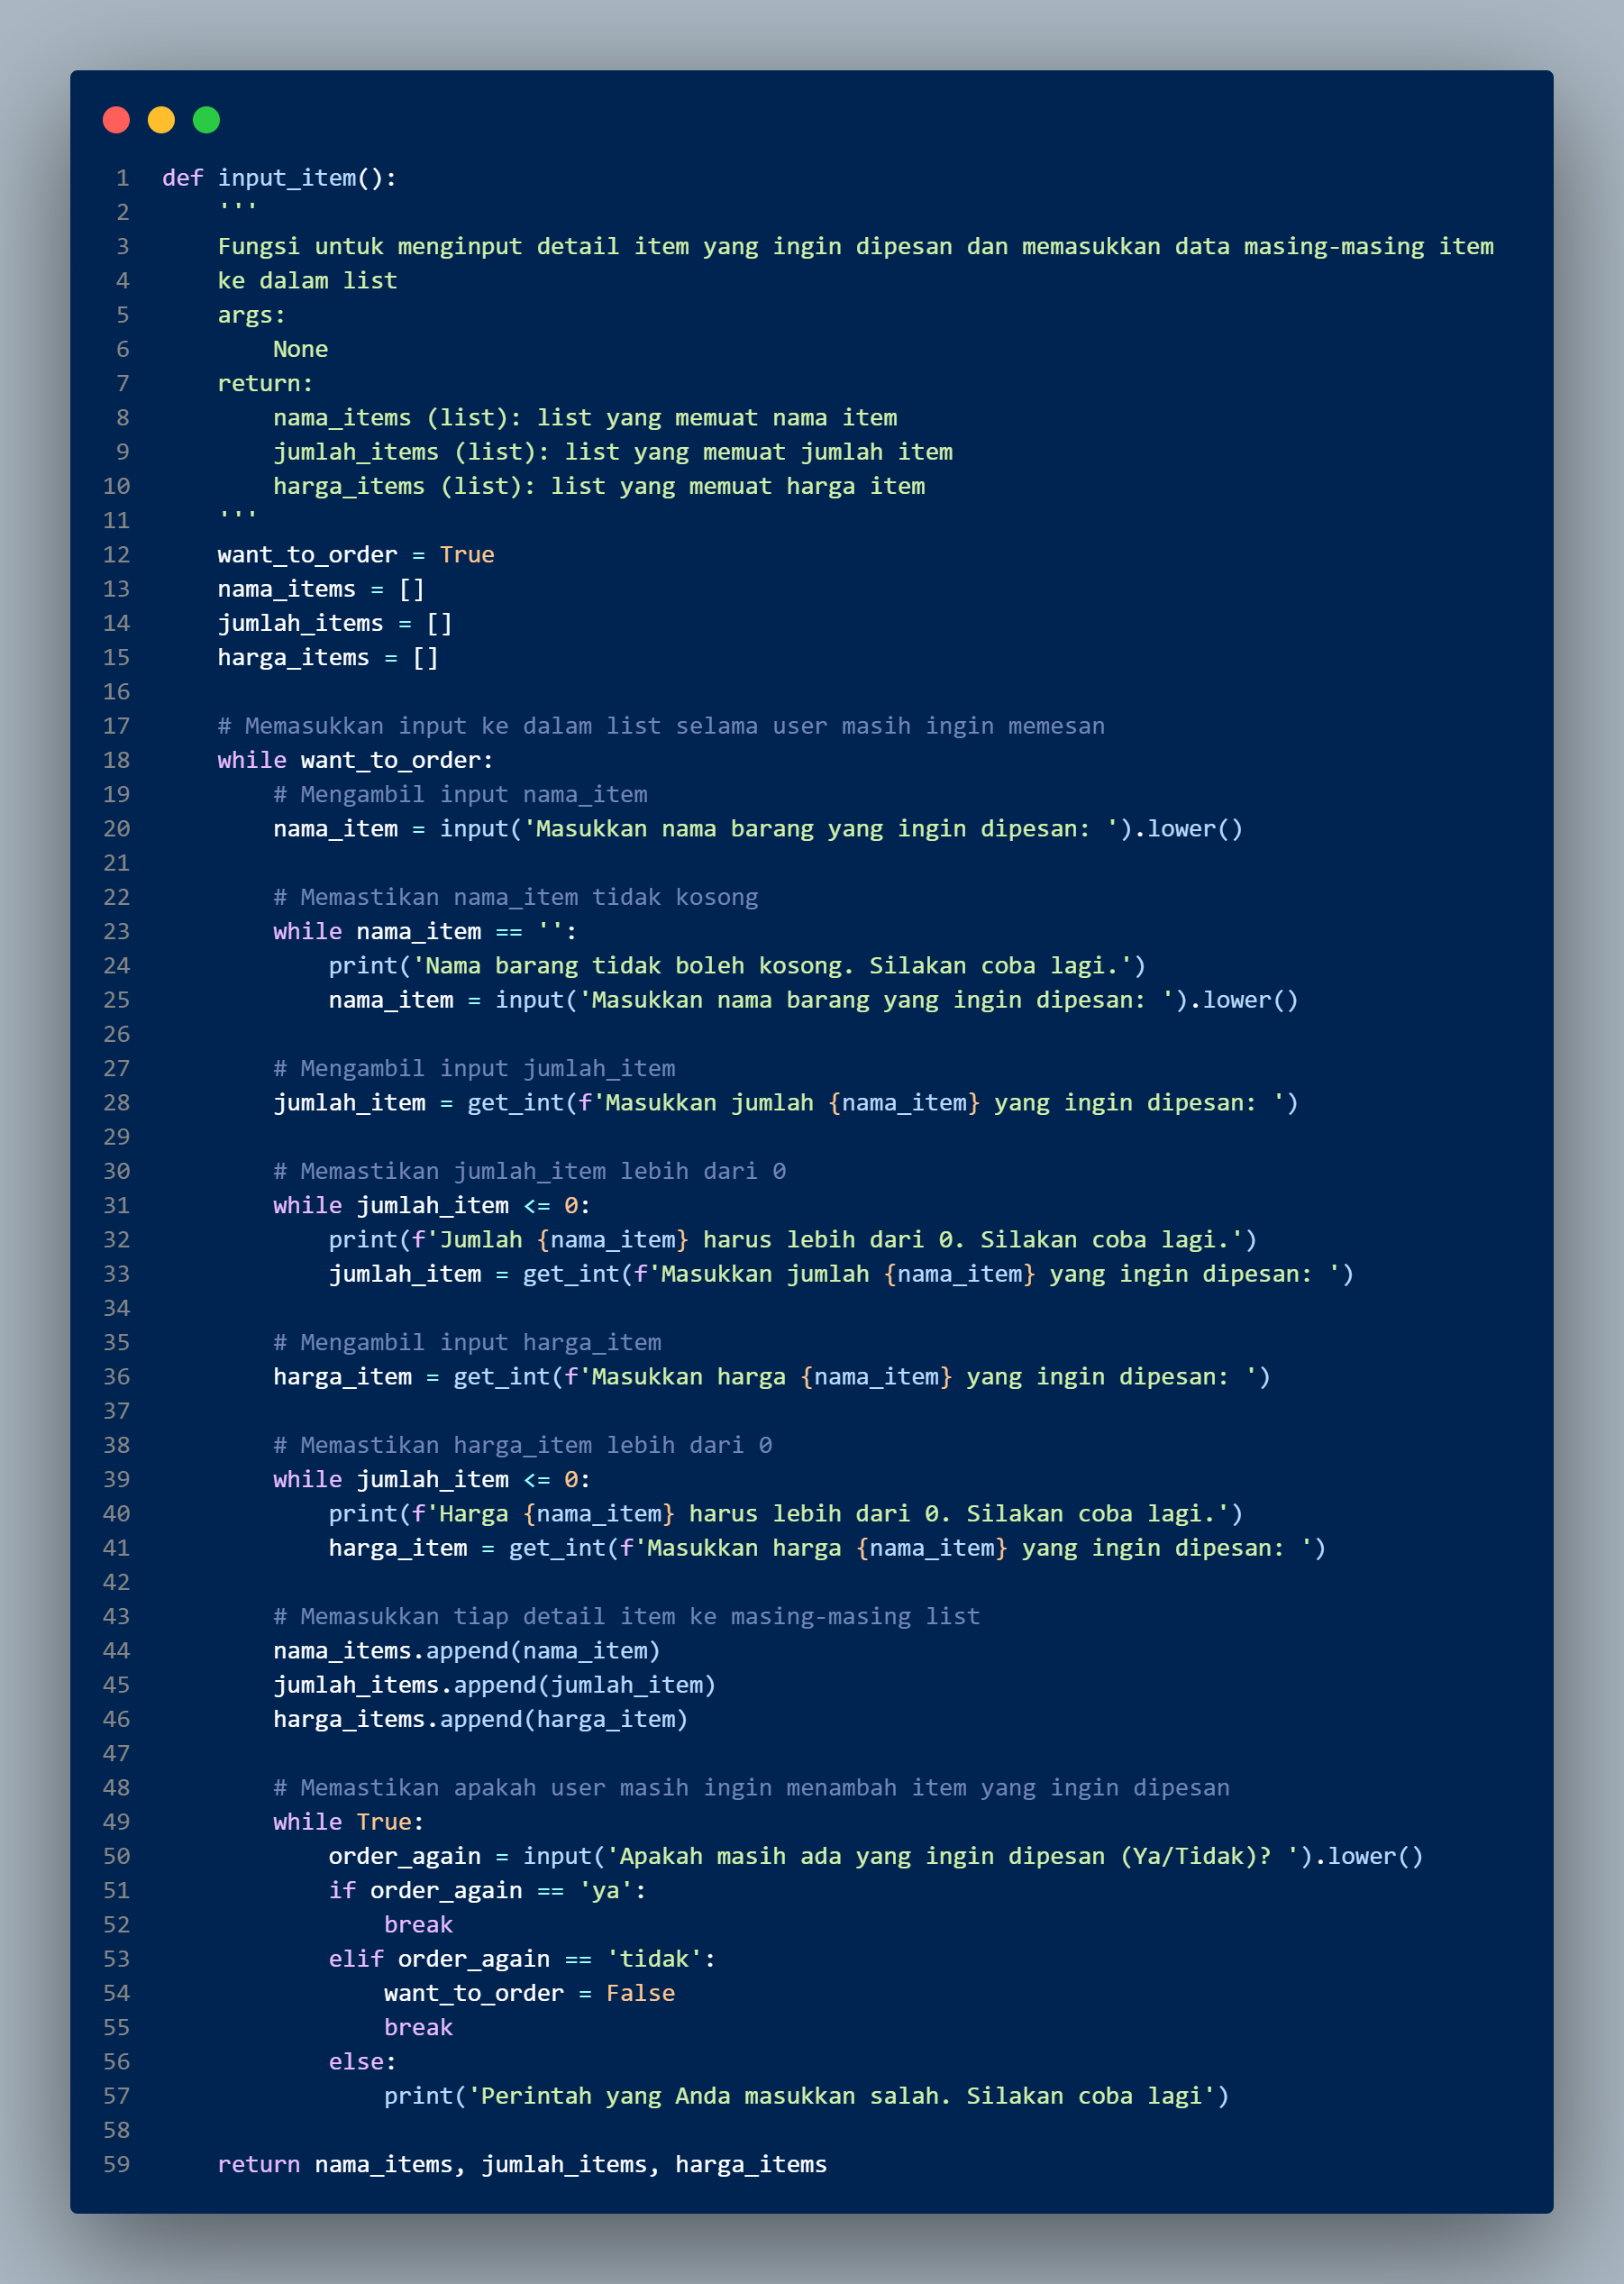 1 def input_item():
2     '''
3     Fungsi untuk menginput detail item yang ingin dipesan dan memasukkan data masing-masing item
4     ke dalam list
5     args:
6         None
7     return:
8         nama_items (list): list yang memuat nama item
9         jumlah_items (list): list yang memuat jumlah item
10         harga_items (list): list yang memuat harga item
11     '''
12     want_to_order = True
13     nama_items = []
14     jumlah_items = []
15     harga_items = []
16
17     # Memasukkan input ke dalam list selama user masih ingin memesan
18     while want_to_order:
19         # Mengambil input nama_item
20         nama_item = input('Masukkan nama barang yang ingin dipesan: ').lower()
21
22         # Memastikan nama_item tidak kosong
23         while nama_item == '':
24             print('Nama barang tidak boleh kosong. Silakan coba lagi.')
25             nama_item = input('Masukkan nama barang yang ingin dipesan: ').lower()
26
27         # Mengambil input jumlah_item
28         jumlah_item = get_int(f'Masukkan jumlah {nama_item} yang ingin dipesan: ')
29
30         # Memastikan jumlah_item lebih dari 0
31         while jumlah_item <= 0:
32             print(f'Jumlah {nama_item} harus lebih dari 0. Silakan coba lagi.')
33             jumlah_item = get_int(f'Masukkan jumlah {nama_item} yang ingin dipesan: ')
34
35         # Mengambil input harga_item
36         harga_item = get_int(f'Masukkan harga {nama_item} yang ingin dipesan: ')
37
38         # Memastikan harga_item lebih dari 0
39         while jumlah_item <= 0:
40             print(f'Harga {nama_item} harus lebih dari 0. Silakan coba lagi.')
41             harga_item = get_int(f'Masukkan harga {nama_item} yang ingin dipesan: ')
42
43         # Memasukkan tiap detail item ke masing-masing list
44         nama_items.append(nama_item)
45         jumlah_items.append(jumlah_item)
46         harga_items.append(harga_item)
47
48         # Memastikan apakah user masih ingin menambah item yang ingin dipesan
49         while True:
50             order_again = input('Apakah masih ada yang ingin dipesan (Ya/Tidak)? ').lower()
51             if order_again == 'ya':
52                 break
53             elif order_again == 'tidak':
54                 want_to_order = False
55                 break
56             else:
57                 print('Perintah yang Anda masukkan salah. Silakan coba lagi')
58
59     return nama_items, jumlah_items, harga_items